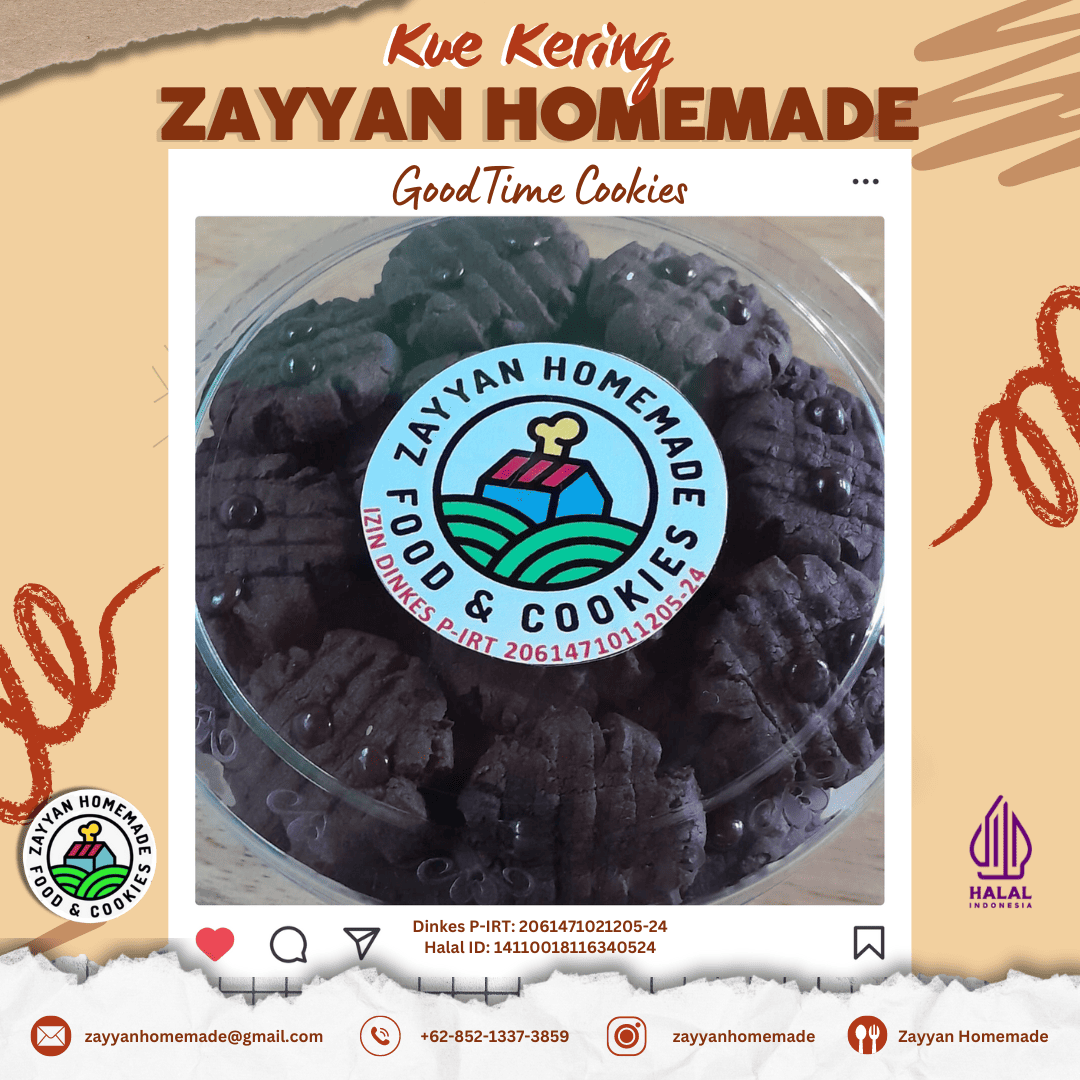 Kue Kering
ZAYYAN HOMEMADE
GoodTime Cookies
ZAYYAN HOMEMADE
FOOD & COOKIES
IZIN DINKES P-IRT 2061471011205-24
ZAYYAN HOMEMADE
FOOD & COOKIES
HALAL
INDONESIA
Dinkes P-IRT: 2061471021205-24
Halal ID: 14110018116340524
zayyanhomemade@gmail.com
+62-852-1337-3859
zayyanhomemade
Zayyan Homemade